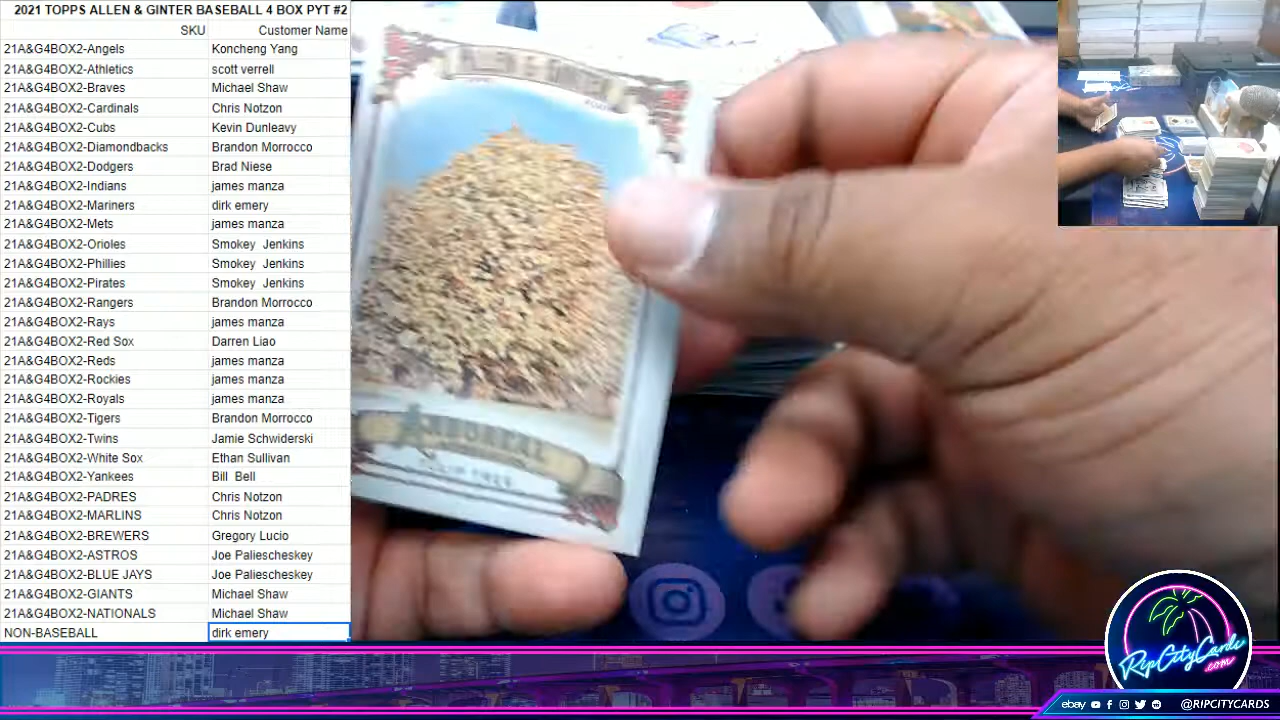 2021 TOPPS ALLEN & GINTER BASEBALL 4 BOX PYT #2
SKU Customer Name
21A&G4BOX2-Angels Koncheng Yang
21A&G4BOX2-Athletics scott verrell
21A&G4BOX2-Braves Michael Shaw
21A&G4BOX2-Cardinals Chris Notzon
21A&G4BOX2-Cubs Kevin Dunleavy
21A&G4BOX2-Diamondbacks Brandon Morrocco
21A&G4BOX2-Dodgers Brad Niese
21A&G4BOX2-Indians james manza
21A&G4BOX2-Mariners dirk emery
21A&G4BOX2-Mets james manza
21A&G4BOX2-Orioles Smokey Jenkins
21A&G4BOX2-Phillies Smokey Jenkins
21A&G4BOX2-Pirates Smokey Jenkins
21A&G4BOX2-Rangers Brandon Morrocco
21A&G4BOX2-Rays james manza
21A&G4BOX2-Red Sox Darren Liao
21A&G4BOX2-Reds james manza
21A&G4BOX2-Rockies james manza
21A&G4BOX2-Royals james manza
21A&G4BOX2-Tigers Brandon Morrocco
21A&G4BOX2-Twins Jamie Schwiderski
21A&G4BOX2-White Sox Ethan Sullivan
21A&G4BOX2-Yankees Bill Bell
21A&G4BOX2-PADRES Chris Notzon
21A&G4BOX2-MARLINS Chris Notzon
21A&G4BOX2-BREWERS Gregory Lucio
21A&G4BOX2-ASTROS Joe Paliescheskey
21A&G4BOX2-BLUE JAYS Joe Paliescheskey
21A&G4BOX2-GIANTS Michael Shaw
21A&G4BOX2-NATIONALS Michael Shaw
NON-BASEBALL dirk emery
ALLEN & GINTER
ARBOREAL
TREE
RipCityCards
.com
ebay @RIPCITYCARDS